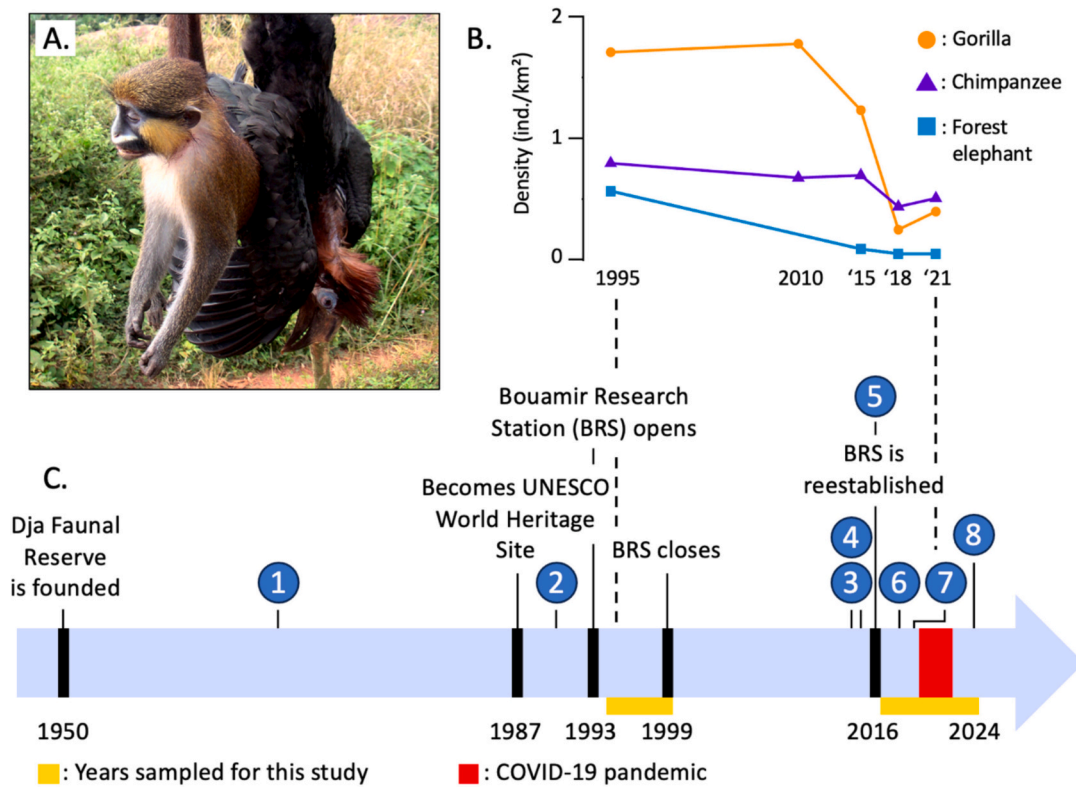 A.
B.
2
1
0
Density (ind./km²)
1995
2010
‘15
‘18
‘21
: Gorilla
: Chimpanzee
: Forest
elephant
C.
Dja Faunal
Reserve
is founded
1
Becomes UNESCO
World Heritage
Site
2
Bouamir Research
Station (BRS) opens
BRS closes
5
BRS is
reestablished
4
3
6
7
8
1950
1987
1993
1999
2016
2024
: Years sampled for this study
: COVID-19 pandemic